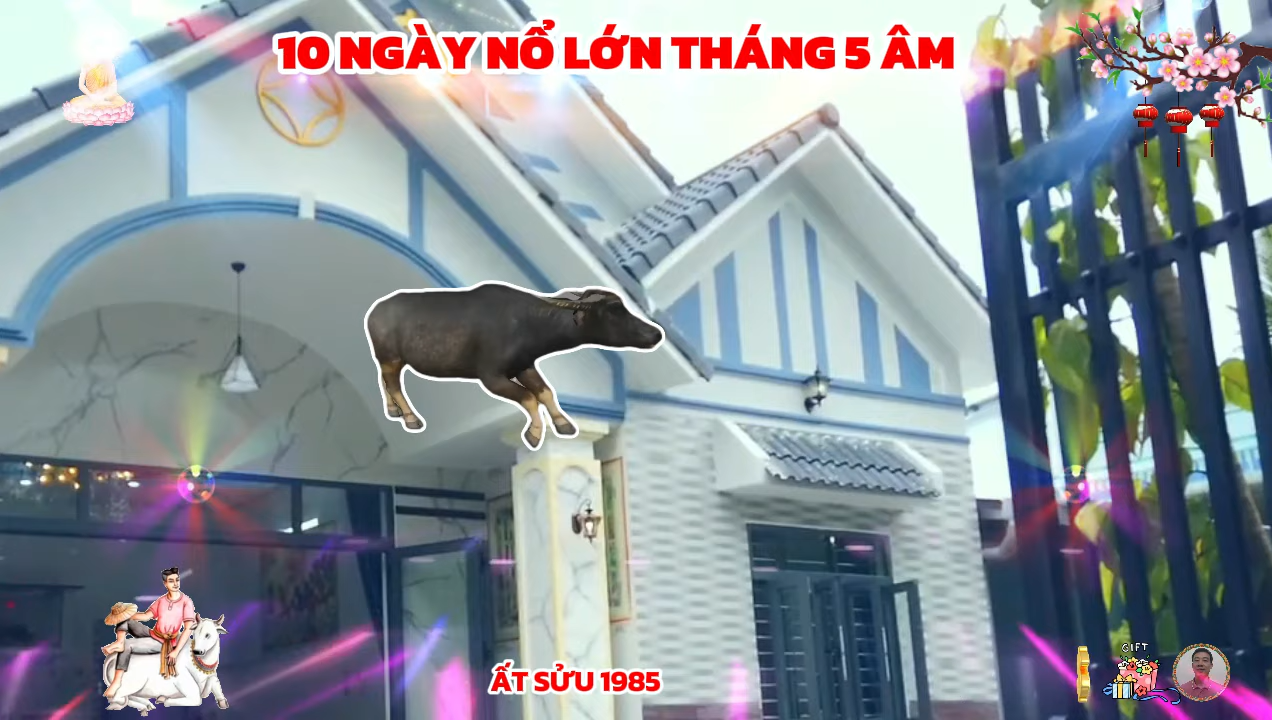 10 NGÀY NỔ LỚN THÁNG 5 ÂM
GIFT
ẤT SỬU 1985